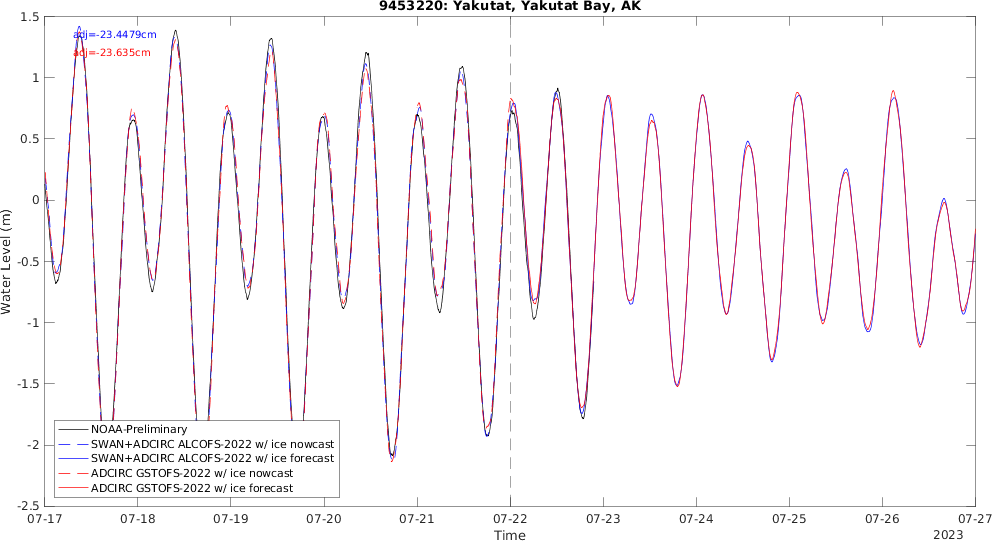 9453220: Yakutat, Yakutat Bay, AK
adj=-23.4479cm
adj=-23.635cm
Water Level (m)
1.5
1
0.5
0
-0.5
-1
-1.5
-2
-2.5
NOAA-Preliminary
SWAN+ADCIRC ALCOFS-2022 w/ ice nowcast
SWAN+ADCIRC ALCOFS-2022 w/ ice forecast
ADCIRC GSTOFS-2022 w/ ice nowcast
ADCIRC GSTOFS-2022 w/ ice forecast
07-17 07-18 07-19 07-20 07-21 07-22 07-23 07-24 07-25 07-26 07-27
Time
2023